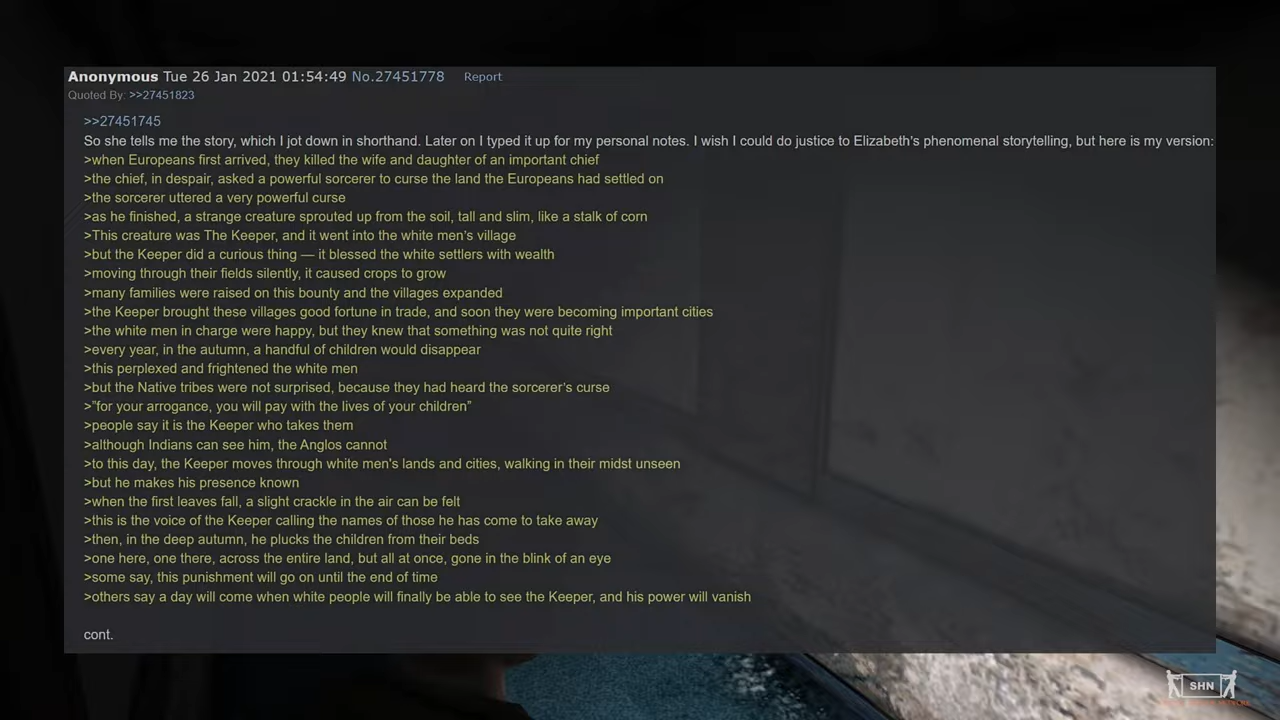 Anonymous Tue 26 Jan 2021 01:54:49 No.27451778 Report
Quoted By: >>27451823
>>27451745
So she tells me the story, which I jot down in shorthand. Later on I typed it up for my personal notes. I wish I could do justice to Elizabeth's phenomenal storytelling, but here is my version:
>when Europeans first arrived, they killed the wife and daughter of an important chief
>the chief, in despair, asked a powerful sorcerer to curse the land the Europeans had settled on
>the sorcerer uttered a very powerful curse
>as he finished, a strange creature sprouted up from the soil, tall and slim, like a stalk of corn
>This creature was The Keeper, and it went into the white men's village
>but the Keeper did a curious thing — it blessed the white settlers with wealth
>moving through their fields silently, it caused crops to grow
>many families were raised on this bounty and the villages expanded
>the Keeper brought these villages good fortune in trade, and soon they were becoming important cities
>the white men in charge were happy, but they knew that something was not quite right
>every year, in the autumn, a handful of children would disappear
>this perplexed and frightened the white men
>but the Native tribes were not surprised, because they had heard the sorcerer's curse
>"for your arrogance, you will pay with the lives of your children"
>people say it is the Keeper who takes them
>although Indians can see him, the Anglos cannot
>to this day, the Keeper moves through white men's lands and cities, walking in their midst unseen
>but he makes his presence known
>when the first leaves fall, a slight crackle in the air can be felt
>this is the voice of the Keeper calling the names of those he has come to take away
>then, in the deep autumn, he plucks the children from their beds
>one here, one there, across the entire land, but all at once, gone in the blink of an eye
>some say, this punishment will go on until the end of time
>others say a day will come when white people will finally be able to see the Keeper, and his power will vanish
cont.
SHN